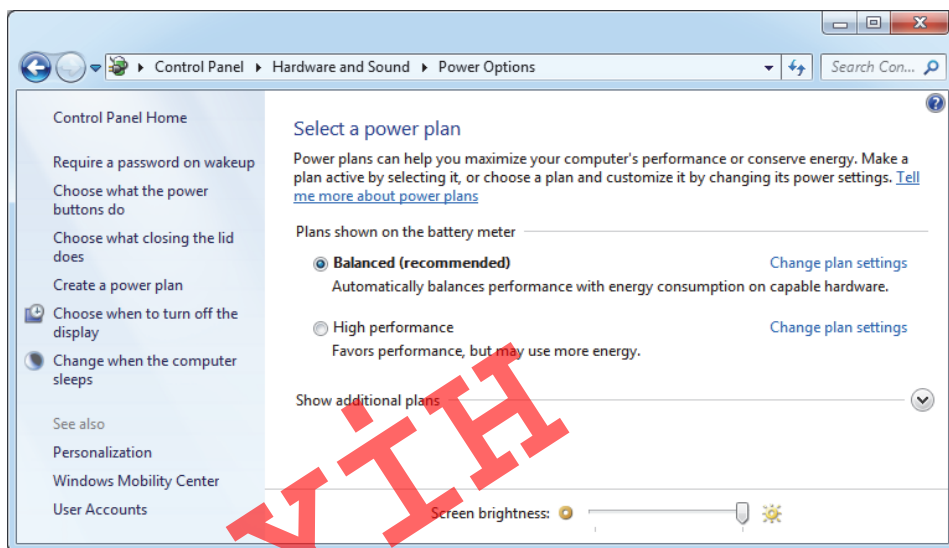 Control Panel Hardware and Sound Power Options Search Con...
Control Panel Home
Require a password on wakeup
Choose what the power
buttons do
Choose what closing the lid
does
Create a power plan
Choose when to turn off the
display
Change when the computer
sleeps
See also
Personalization
Windows Mobility Center
User Accounts
Select a power plan
Power plans can help you maximize your computer's performance or conserve energy. Make a
plan active by selecting it, or choose a plan and customize it by changing its power settings. Tell
me more about power plans
Plans shown on the battery meter
Balanced (recommended) Change plan settings
Automatically balances performance with energy consumption on capable hardware.
High performance Change plan settings
Favors performance, but may use more energy.
Show additional plans
Screen brightness: